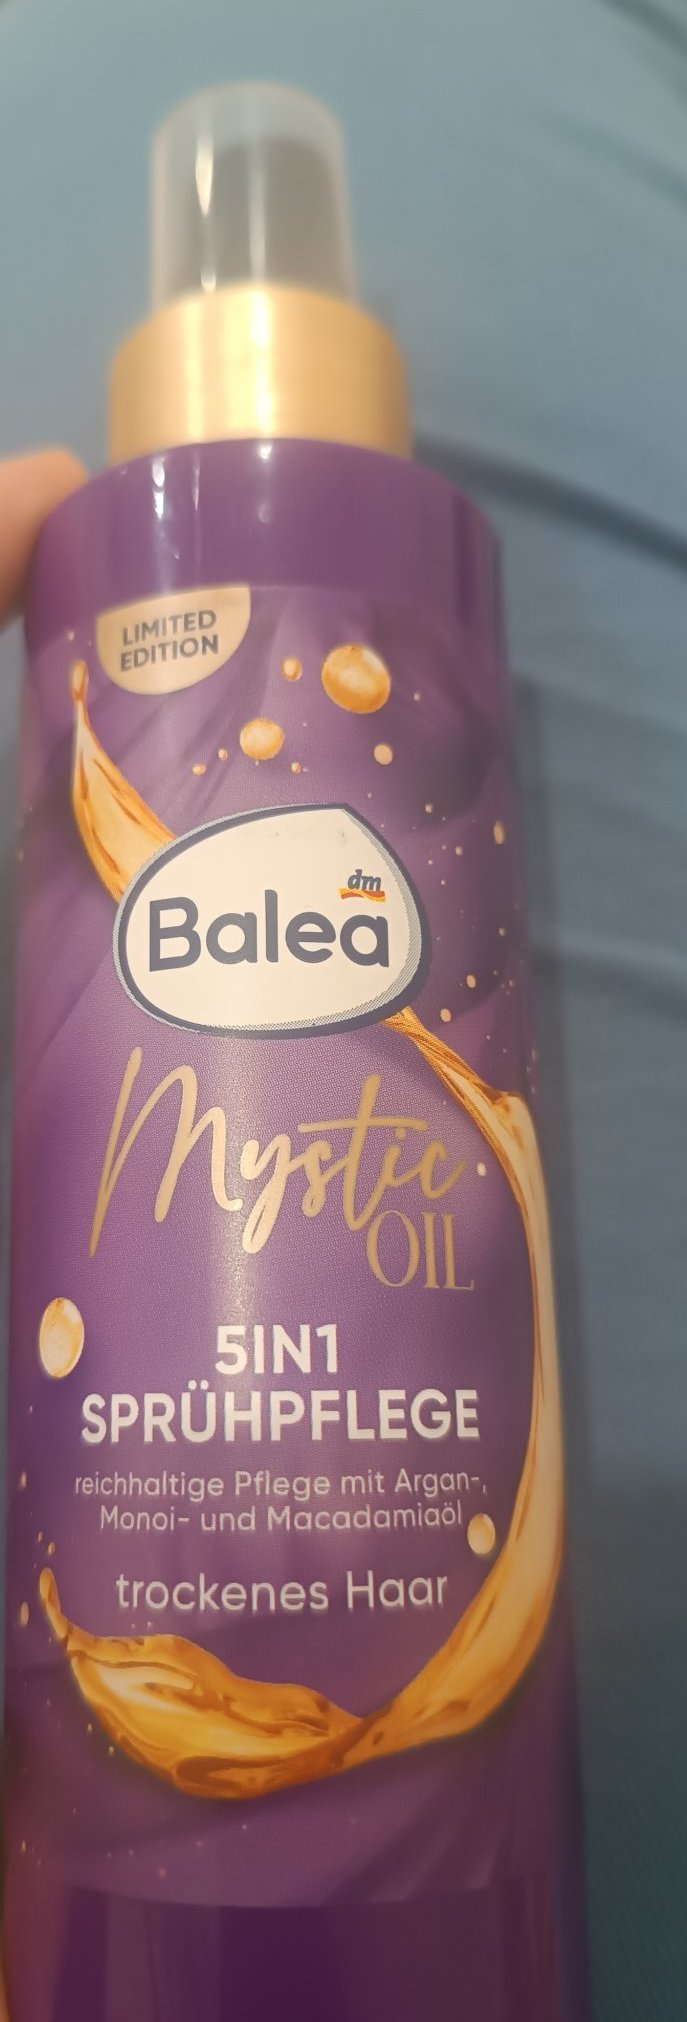 LIMITED
EDITION
dm
Balea
Mystic
OIL
5IN1
SPRÜHPFLEGE
reichhaltige Pflege mit Argan-,
Monoi- und Macadamiaöl
trockenes Haar